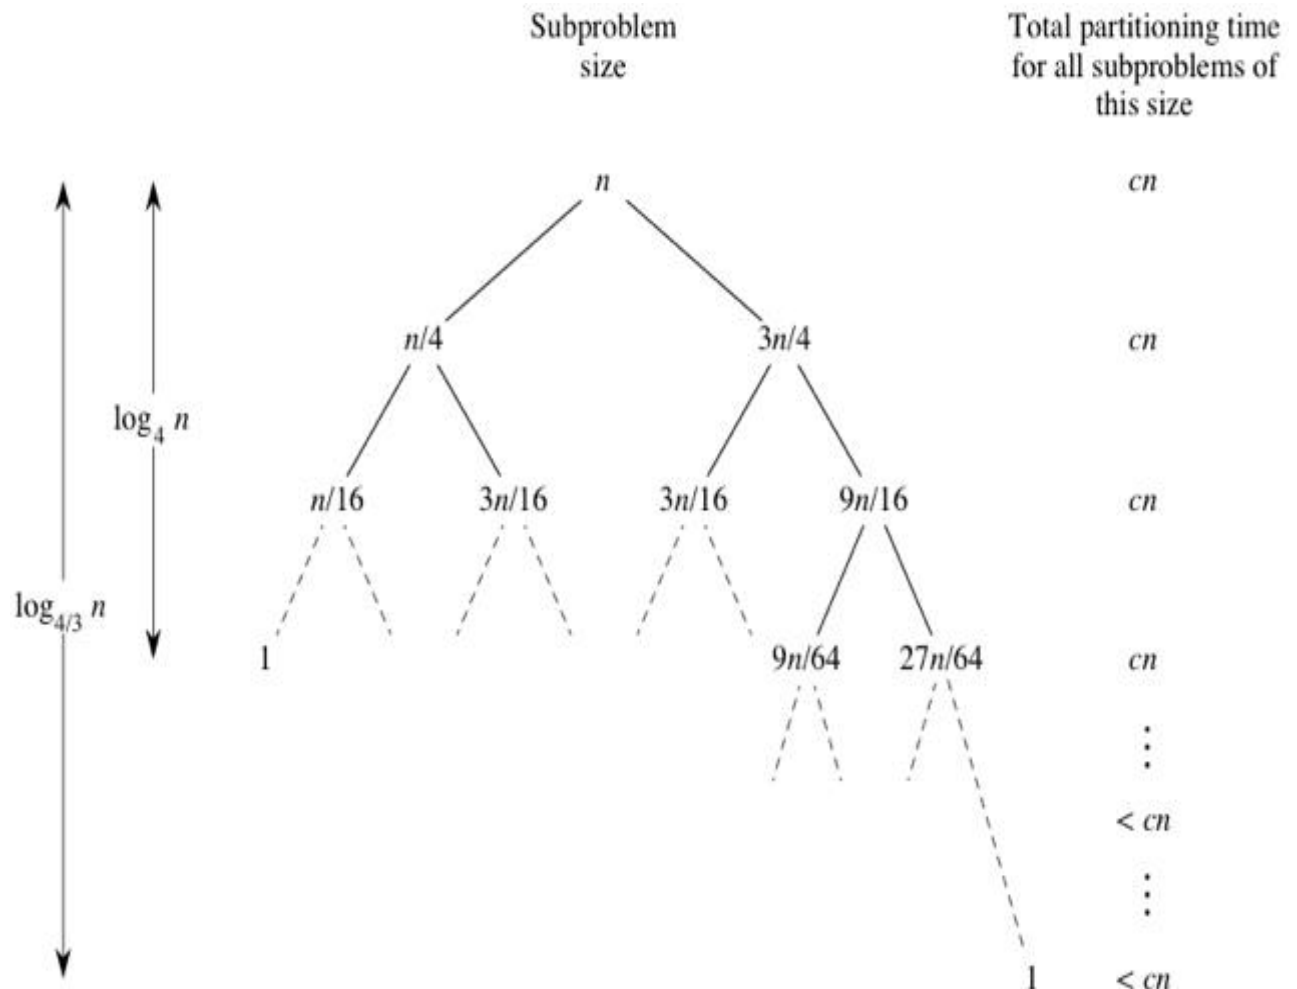 Subproblem
size
Total partitioning time
for all subproblems of
this size
n
cn
n/4
3n/4
cn
log₄ n
n/16
3n/16
3n/16
9n/16
cn
log₄/₃ n
1
9n/64
27n/64
cn
⋮
< cn
⋮
1
< cn